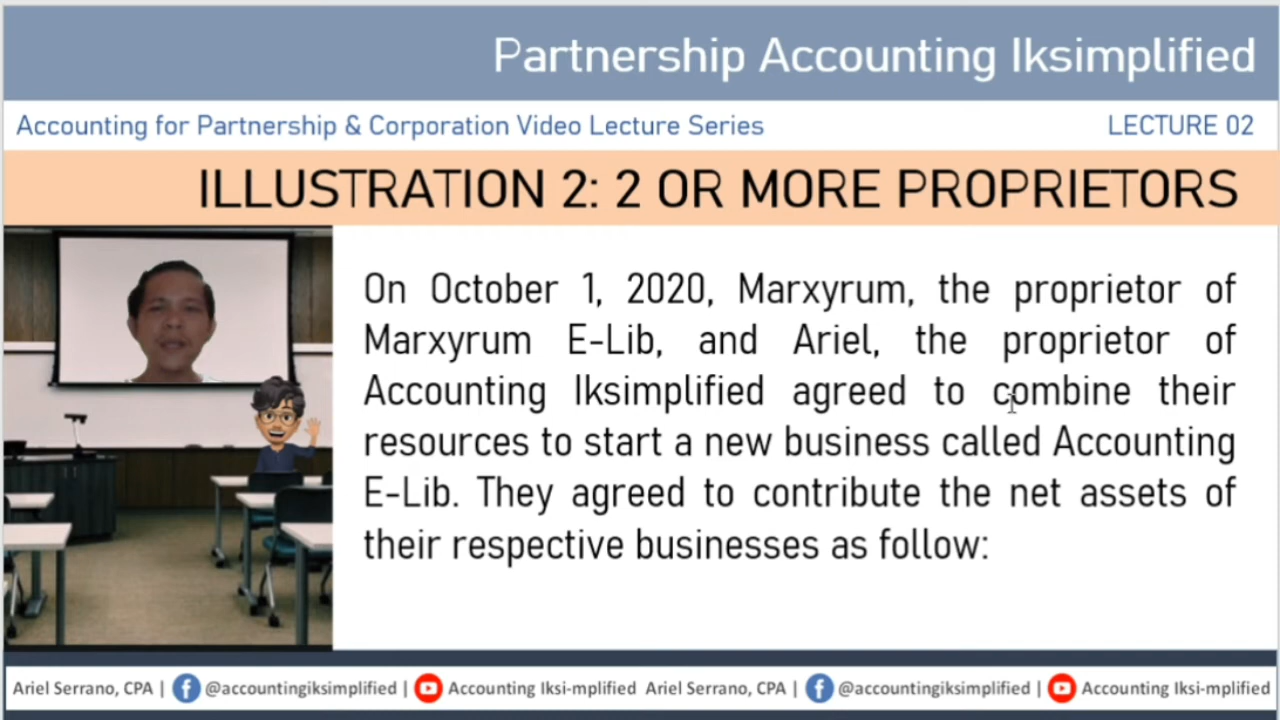 Partnership Accounting Iksimplified
Accounting for Partnership & Corporation Video Lecture Series LECTURE 02
ILLUSTRATION 2: 2 OR MORE PROPRIETORS
On October 1, 2020, Marxyrum, the proprietor of
Marxyrum E-Lib, and Ariel, the proprietor of
Accounting Iksimplified agreed to combine their
resources to start a new business called Accounting
E-Lib. They agreed to contribute the net assets of
their respective businesses as follow:
Ariel Serrano, CPA | @accountingiksimplified | Accounting Iksi-mplified Ariel Serrano, CPA | @accountingiksimplified | Accounting Iksi-mplified